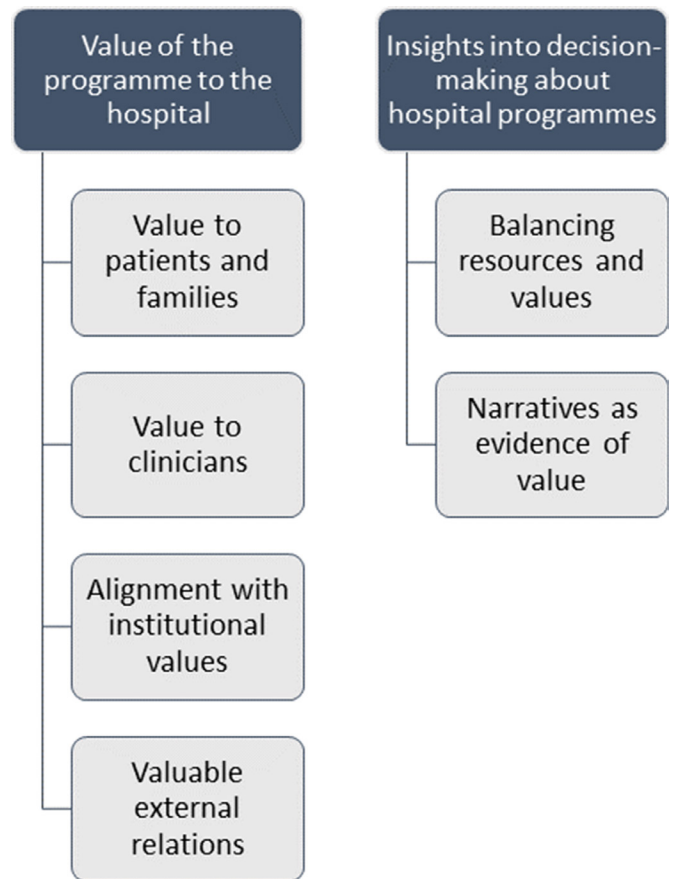 Value of the
programme to the
hospital
Value to
patients and
families
Value to
clinicians
Alignment with
institutional
values
Valuable
external
relations
Insights into decision-
making about
hospital programmes
Balancing
resources and
values
Narratives as
evidence of
value